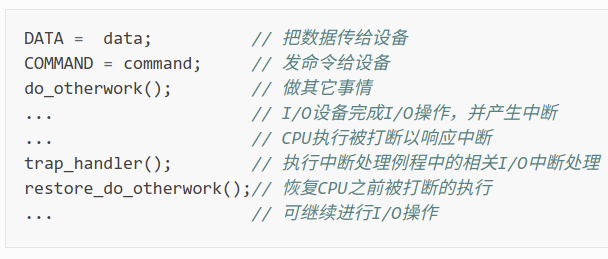 DATA =  data;          // 把数据传给设备
COMMAND = command;     // 发命令给设备
do_otherwork();        // 做其它事情
...                    // I/O设备完成I/O操作，并产生中断
...                    // CPU执行被打断以响应中断
trap_handler();        // 执行中断处理例程中的相关I/O中断处理
restore_do_otherwork();// 恢复CPU之前被打断的执行
...                    // 可继续进行I/O操作